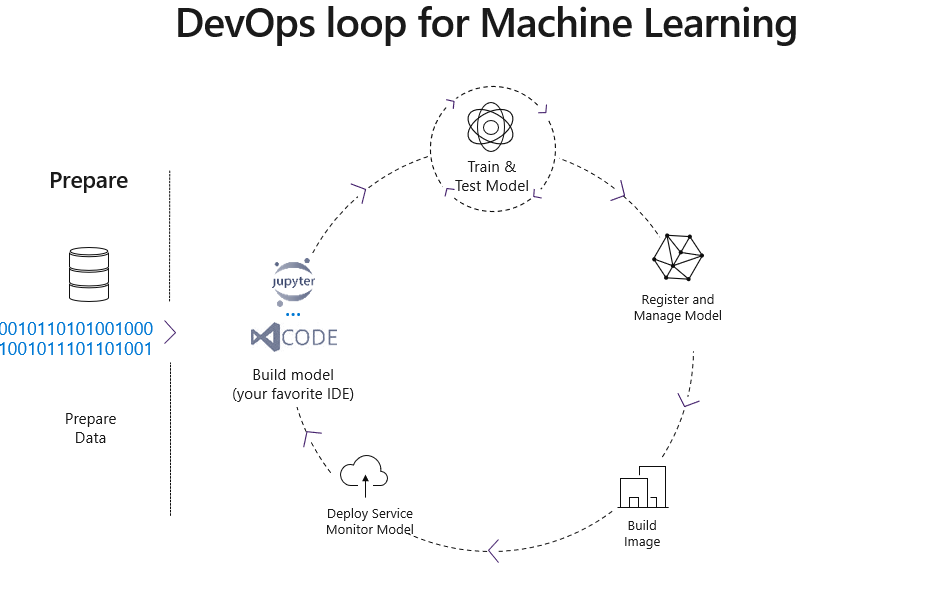 DevOps loop for Machine Learning
Prepare
0010110101001000
1001011101101001
Prepare
Data
Train &
Test Model
Register and
Manage Model
Build
Image
Deploy Service
Monitor Model
jupyter
...
CODE
Build model
(your favorite IDE)